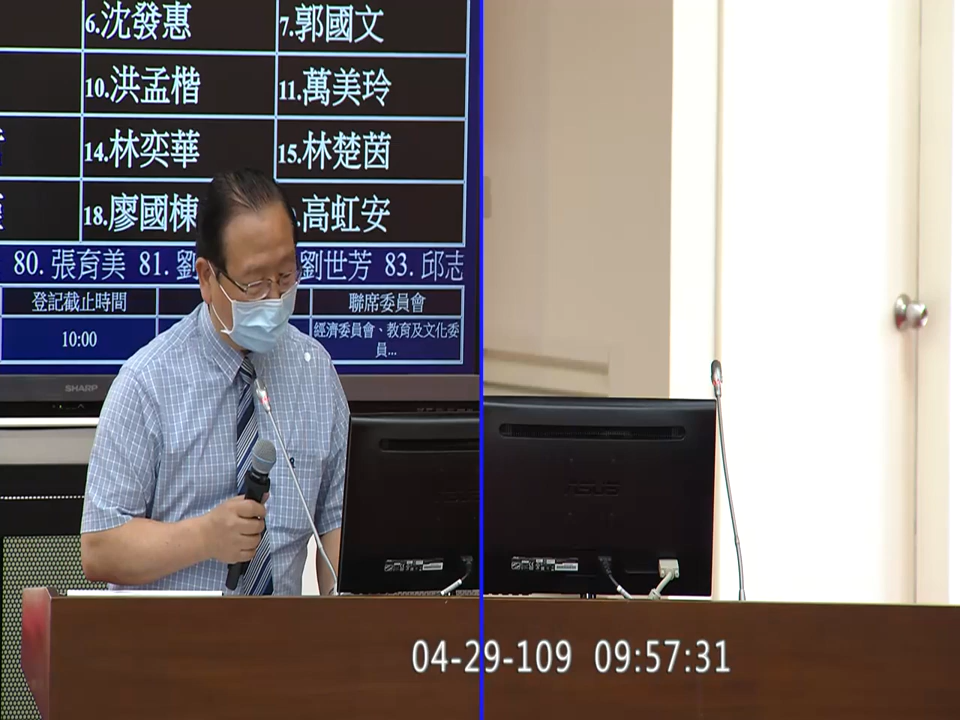 6.沈發惠 7.郭國文
10.洪孟楷 11.萬美玲
14.林奕華 15.林楚茵
18.廖國棟 高虹安
80. 張育美 81. 劉 劉世芳 83. 邱志
登記截止時間 聯席委員會
10:00 經濟委員會、教育及文化委
員...
SHARP
ASUS
04-29-109 09:57:31